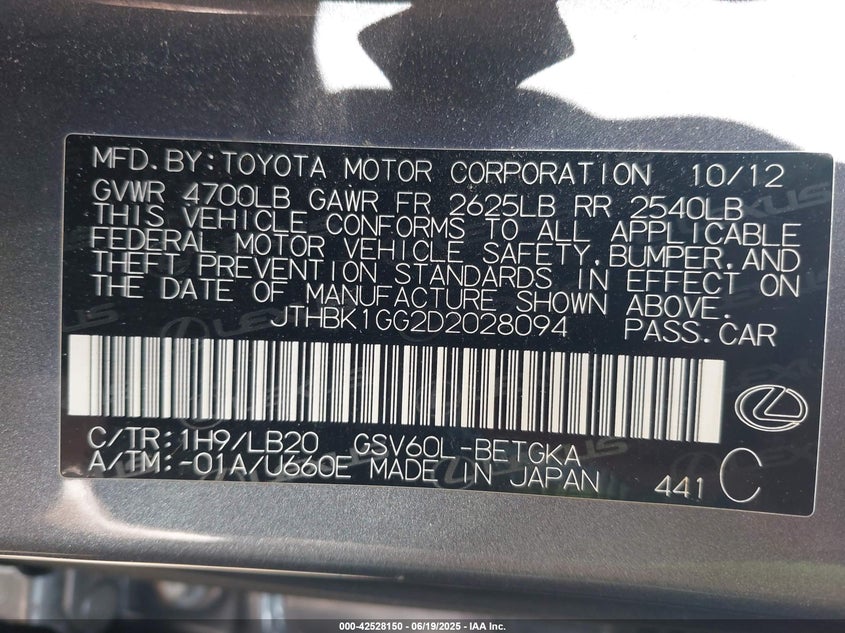 MFD.BY:TOYOTA MOTOR CORPORATION 10/12
GVWR 4700LB GAWR FR 2625LB RR 2540LB
THIS VEHICLE CONFORMS TO ALL APPLICABLE
FEDERAL MOTOR VEHICLE SAFETY,BUMPER,AND
THEFT PREVENTION STANDARDS IN EFFECT ON
THE DATE OF MANUFACTURE SHOWN ABOVE.
JTHBK1GG2D2028094 PASS.CAR
C/TR:1H9/LB20 GSV60L-BETGKA
A/TM:-01A/U660E MADE IN JAPAN 441 C
000-42528150 - 06/19/2025 - IAA Inc.